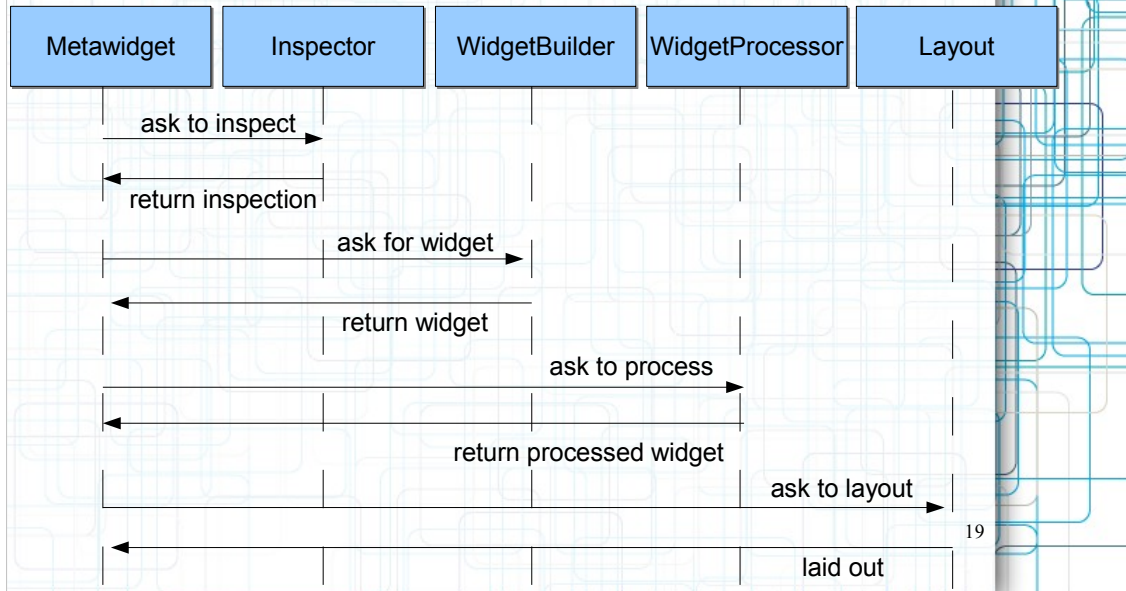 Metawidget
Inspector
WidgetBuilder
WidgetProcessor
Layout
ask to inspect
return inspection
ask for widget
return widget
ask to process
return processed widget
ask to layout
19
laid out